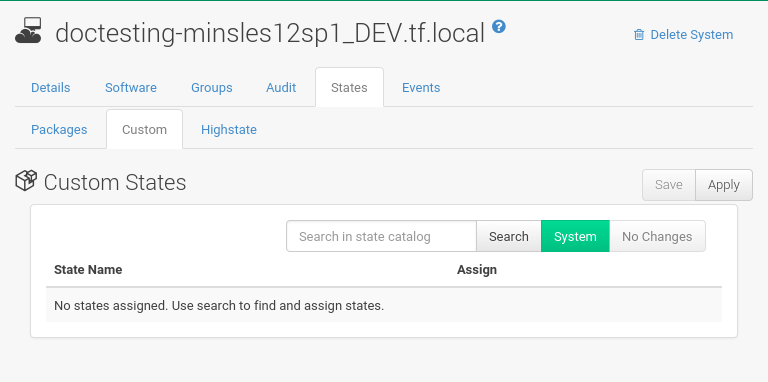 doctesting-minsles12sp1_DEV.tf.local ?
Delete System
Details Software Groups Audit States Events
Packages Custom Highstate
Custom States
Save Apply
Search in state catalog Search System No Changes
State Name Assign
No states assigned. Use search to find and assign states.